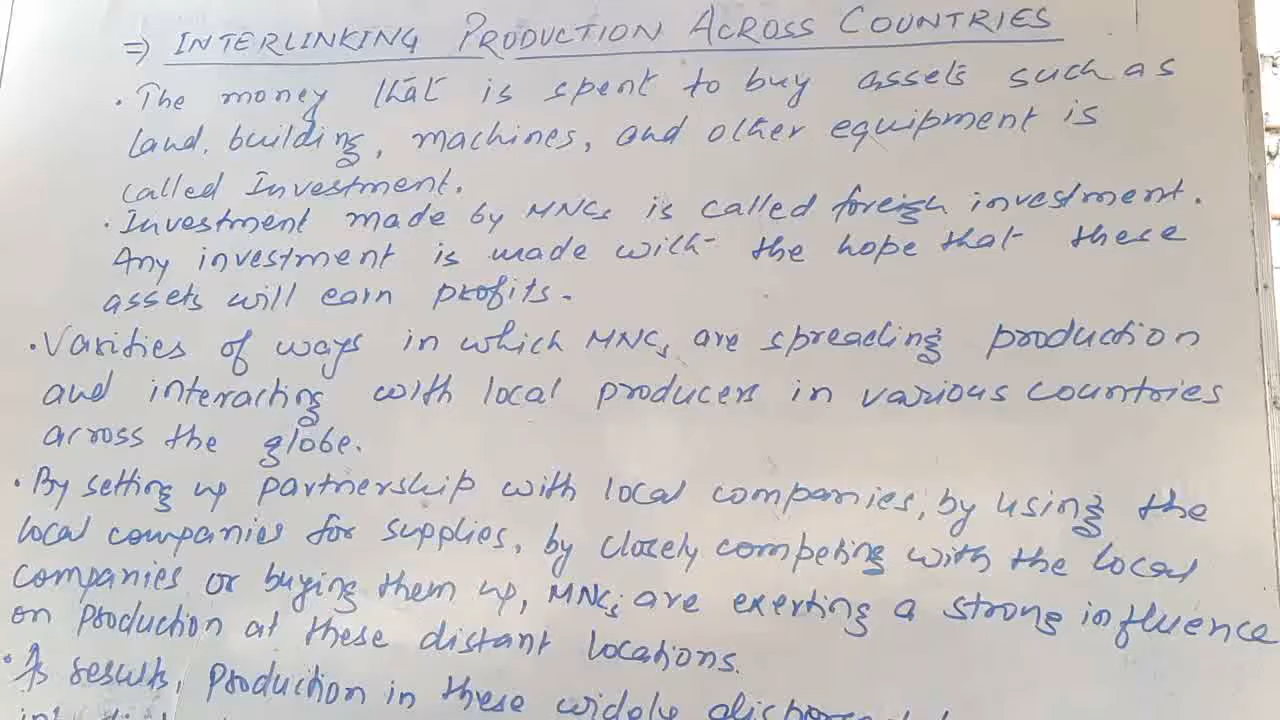 ⇒ INTERLINKING PRODUCTION ACROSS COUNTRIES
· The money that is spent to buy assets such as
land, building, machines, and other equipment is
called Investment.
· Investment made by MNCs is called foreign investment.
Any investment is made with the hope that these
assets will earn profits.
· Varities of ways in which MNCs are spreading production
and interacting with local producers in various countries
across the globe.
· By setting up partnership with local companies, by using the
local companies for supplies, by closely competing with the local
companies or buying them up, MNCs are exerting a strong influence
on production at these distant locations.
· As results, production in these widely